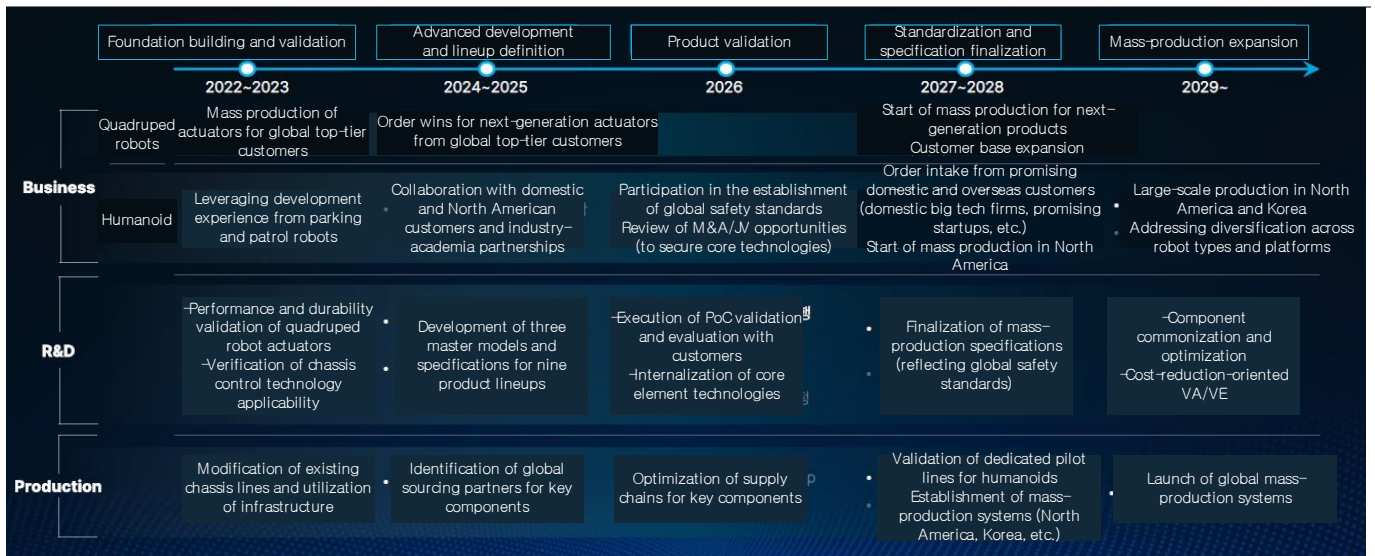 Foundation building and validation
Advanced development
and lineup definition
Product validation
Standardization and
specification finalization
Mass-production expansion
2022~2023
2024~2025
2026
2027~2028
2029~
Business
Quadruped
robots
Mass production of
actuators for global top-tier
customers
Order wins for next-generation actuators
from global top-tier customers
Start of mass production for next-
generation products
Customer base expansion
Humanoid
Leveraging development
experience from parking
and patrol robots
Collaboration with domestic
and North American
customers and industry-
academia partnerships
Participation in the establishment
of global safety standards
Review of M&A/JV opportunities
(to secure core technologies)
Order intake from promising
domestic and overseas customers
(domestic big tech firms, promising
startups, etc.)
Start of mass production in North
America
• Large-scale production in North
America and Korea
• Addressing diversification across
robot types and platforms
R&D
-Performance and durability
validation of quadruped
robot actuators
-Verification of chassis
control technology
applicability
Development of three
master models and
specifications for nine
product lineups
-Execution of PoC validation
and evaluation with
customers
-Internalization of core
element technologies
Finalization of mass-
production specifications
(reflecting global safety
standards)
-Component
commonization and
optimization
-Cost-reduction-oriented
VA/VE
Production
Modification of existing
chassis lines and utilization
of infrastructure
Identification of global
sourcing partners for key
components
Optimization of supply
chains for key components
Validation of dedicated pilot
lines for humanoids
Establishment of mass-
production systems (North
America, Korea, etc.)
Launch of global mass-
production systems